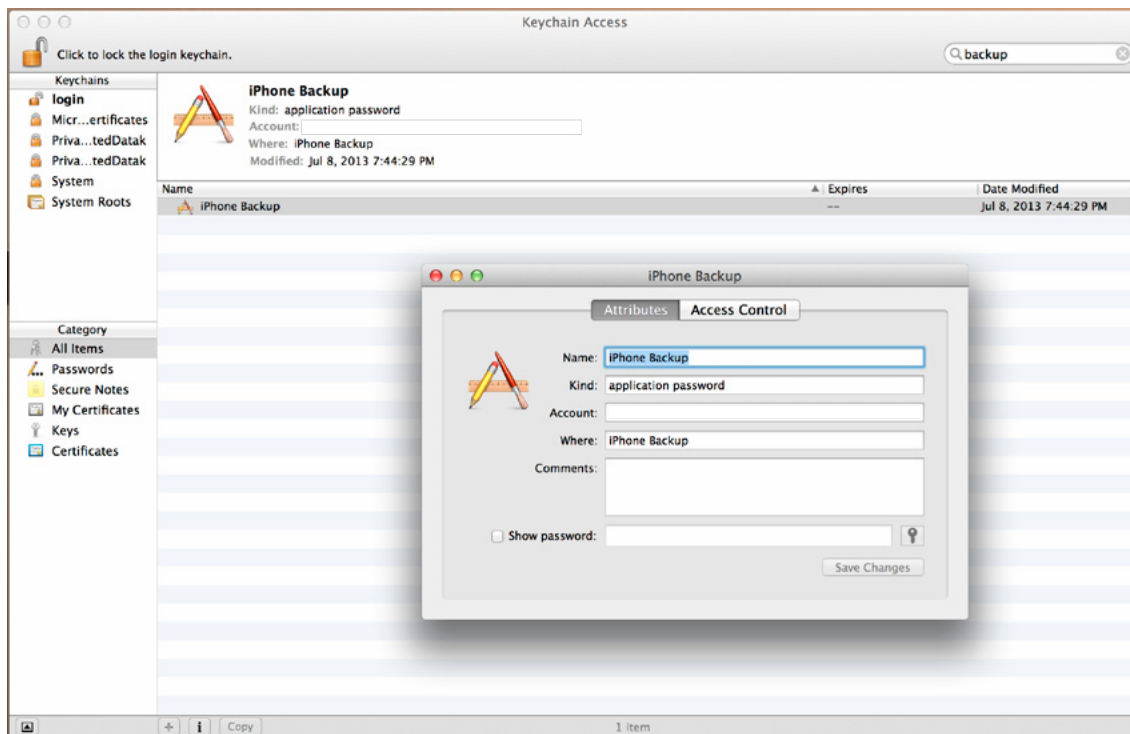 Keychain Access
Click to lock the login keychain.
backup
Keychains
login
Micr...ertificates
Priva...tedDatak
Priva...tedDatak
System
System Roots
iPhone Backup
Kind: application password
Account:
Where: iPhone Backup
Modified: Jul 8, 2013 7:44:29 PM
Name Expires Date Modified
iPhone Backup -- Jul 8, 2013 7:44:29 PM
Category
All Items
Passwords
Secure Notes
My Certificates
Keys
Certificates
iPhone Backup
Attributes Access Control
Name: iPhone Backup
Kind: application password
Account:
Where: iPhone Backup
Comments:
Show password:
Save Changes
+ i Copy 1 item